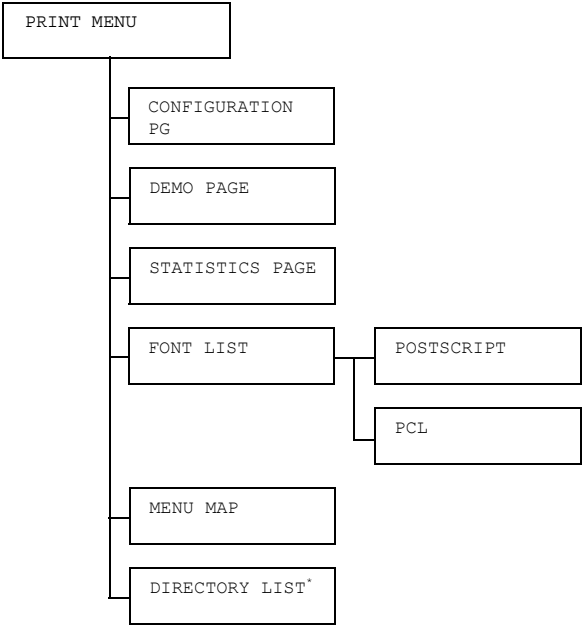 PRINT MENU
CONFIGURATION
PG
DEMO PAGE
STATISTICS PAGE
FONT LIST
POSTSCRIPT
PCL
MENU MAP
DIRECTORY LIST*